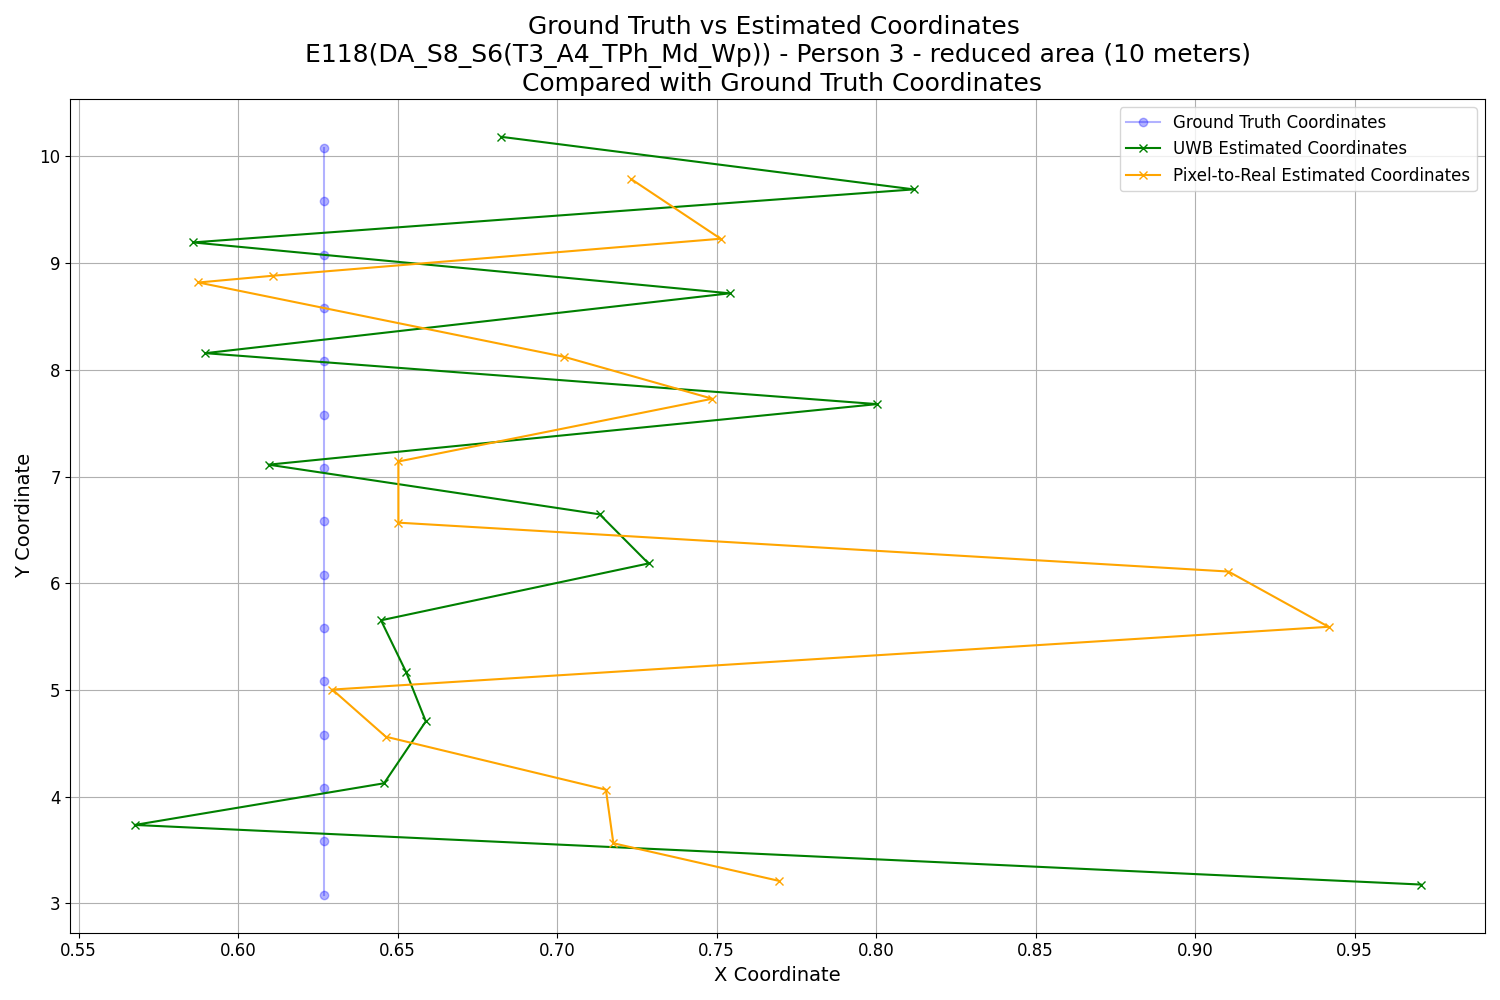 Ground Truth vs Estimated Coordinates
E118(DA_S8_S6(T3_A4_TPh_Md_Wp)) - Person 3 - reduced area (10 meters)
Compared with Ground Truth Coordinates
Ground Truth Coordinates
UWB Estimated Coordinates
Pixel-to-Real Estimated Coordinates
Y Coordinate
10
9
8
7
6
5
4
3
0.55 0.60 0.65 0.70 0.75 0.80 0.85 0.90 0.95
X Coordinate